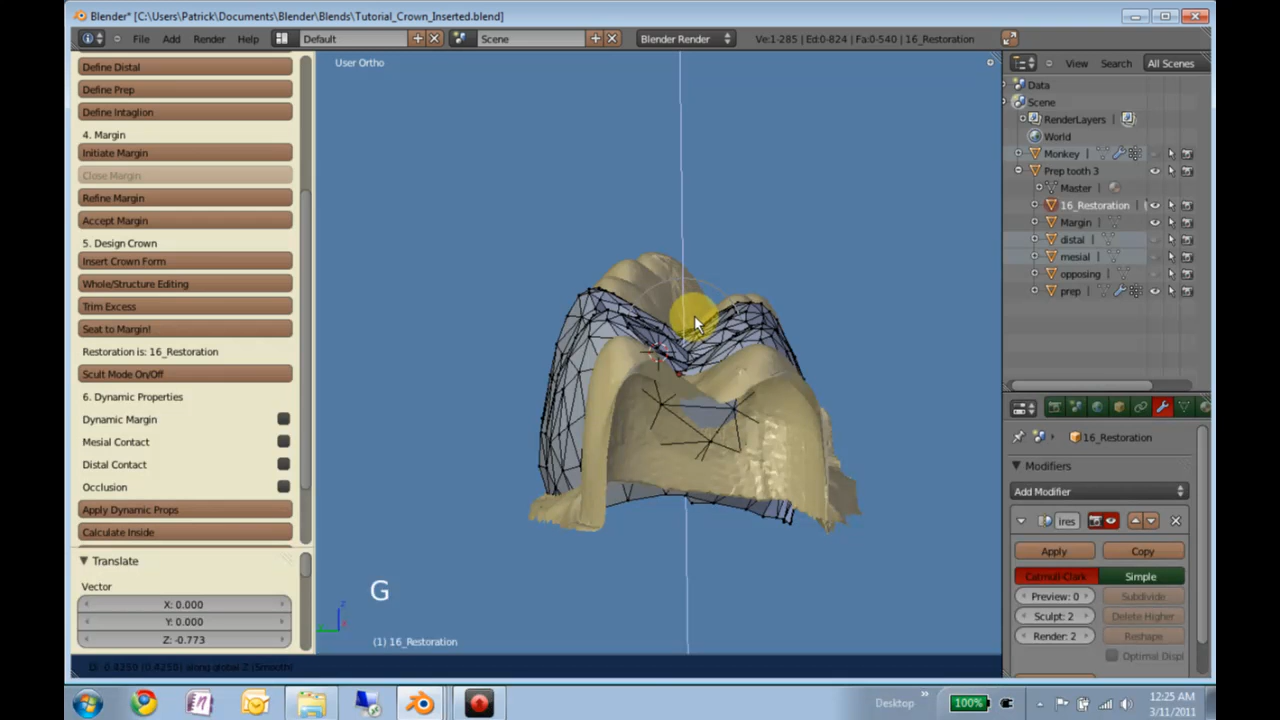 Blender* [C:\Users\Patrick\Documents\Blender\Blends\Tutorial_Crown_Inserted.blend]
File Add Render Help Default Scene Blender Render Ve:1-285 | Ed:0-824 | Fa:0-540 | 16_Restoration
View Search All Scenes
Define Distal
Define Prep
Define Intaglion
4. Margin
Initiate Margin
Close Margin
Refine Margin
Accept Margin
5. Design Crown
Insert Crown Form
Whole/Structure Editing
Trim Excess
Seat to Margin!
Restoration is: 16_Restoration
Scult Mode On/Off
6. Dynamic Properties
Dynamic Margin
Mesial Contact
Distal Contact
Occlusion
Apply Dynamic Props
Calculate Inside
Translate
Vector
X: 0.000
Y: 0.000
Z: -0.773
User Ortho
G
(1) 16_Restoration
along global Z (Smooth)
Data
Scene
RenderLayers
World
Monkey
Prep tooth 3
Master
16_Restoration
Margin
distal
mesial
opposing
prep
16_Restoration
Modifiers
Add Modifier
ires
Apply Copy
Catmull-Clark Simple
Preview: 0 Subdivide
Sculpt: 2 Delete Higher
Render: 2 Reshape
Optimal Displ
Desktop » 100% 12:25 AM
3/11/2011